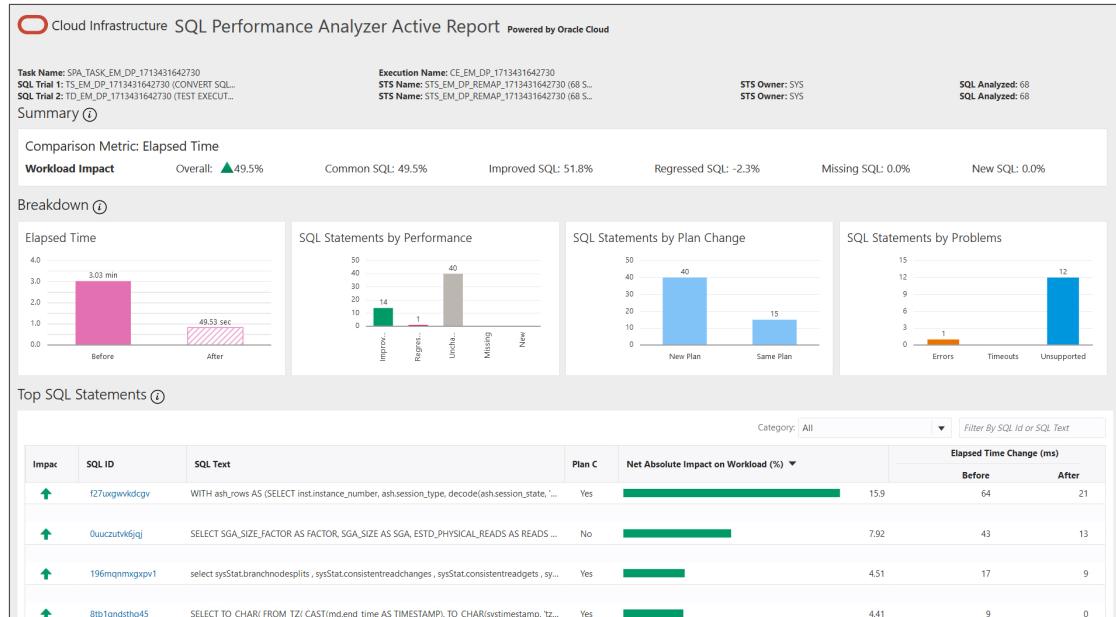 Cloud Infrastructure SQL Performance Analyzer Active Report Powered by Oracle Cloud
Task Name: SPA_TASK_EM_DP_1713431642730 Execution Name: CE_EM_DP_1713431642730
SQL Trial 1: TS_EM_DP_1713431642730 (CONVERT SQL... STS Name: STS_EM_DP_REMAP_1713431642730 (68 S... STS Owner: SYS SQL Analyzed: 68
SQL Trial 2: TD_EM_DP_1713431642730 (TEST EXECUT... STS Name: STS_EM_DP_REMAP_1713431642730 (68 S... STS Owner: SYS SQL Analyzed: 68
Summary
Comparison Metric: Elapsed Time
Workload Impact Overall: 49.5% Common SQL: 49.5% Improved SQL: 51.8% Regressed SQL: -2.3% Missing SQL: 0.0% New SQL: 0.0%
Breakdown
Elapsed Time
4.0
3.0
2.0
1.0
0.0
3.03 min
49.53 sec
Before After
SQL Statements by Performance
50
40
30
20
10
0
14
1
40
Improv... Regres... Uncha... Missing New
SQL Statements by Plan Change
50
40
30
20
10
0
40
15
New Plan Same Plan
SQL Statements by Problems
15
12
9
6
3
0
1
12
Errors Timeouts Unsupported
Top SQL Statements
Category: All Filter By SQL Id or SQL Text
Impac SQL ID SQL Text Plan C Net Absolute Impact on Workload (%) Elapsed Time Change (ms)
Before After
f27uxgwvkdcgv WITH ash_rows AS (SELECT inst.instance_number, ash.session_type, decode(ash.session_state, '... Yes 15.9 64 21
0uuczutvk6jqj SELECT SGA_SIZE_FACTOR AS FACTOR, SGA_SIZE AS SGA, ESTD_PHYSICAL_READS AS READS ... No 7.92 43 13
196mqnmxgxpv1 select sysStat.branchnodesplits , sysStat.consistentreadchanges , sysStat.consistentreadgets , sy... Yes 4.51 17 9
8tb1qndsthg45 SELECT TO_CHAR( FROM_TZ( CAST(md.end_time AS TIMESTAMP), TO_CHAR(systimestamp, 'tz... Yes 4.41 9 0